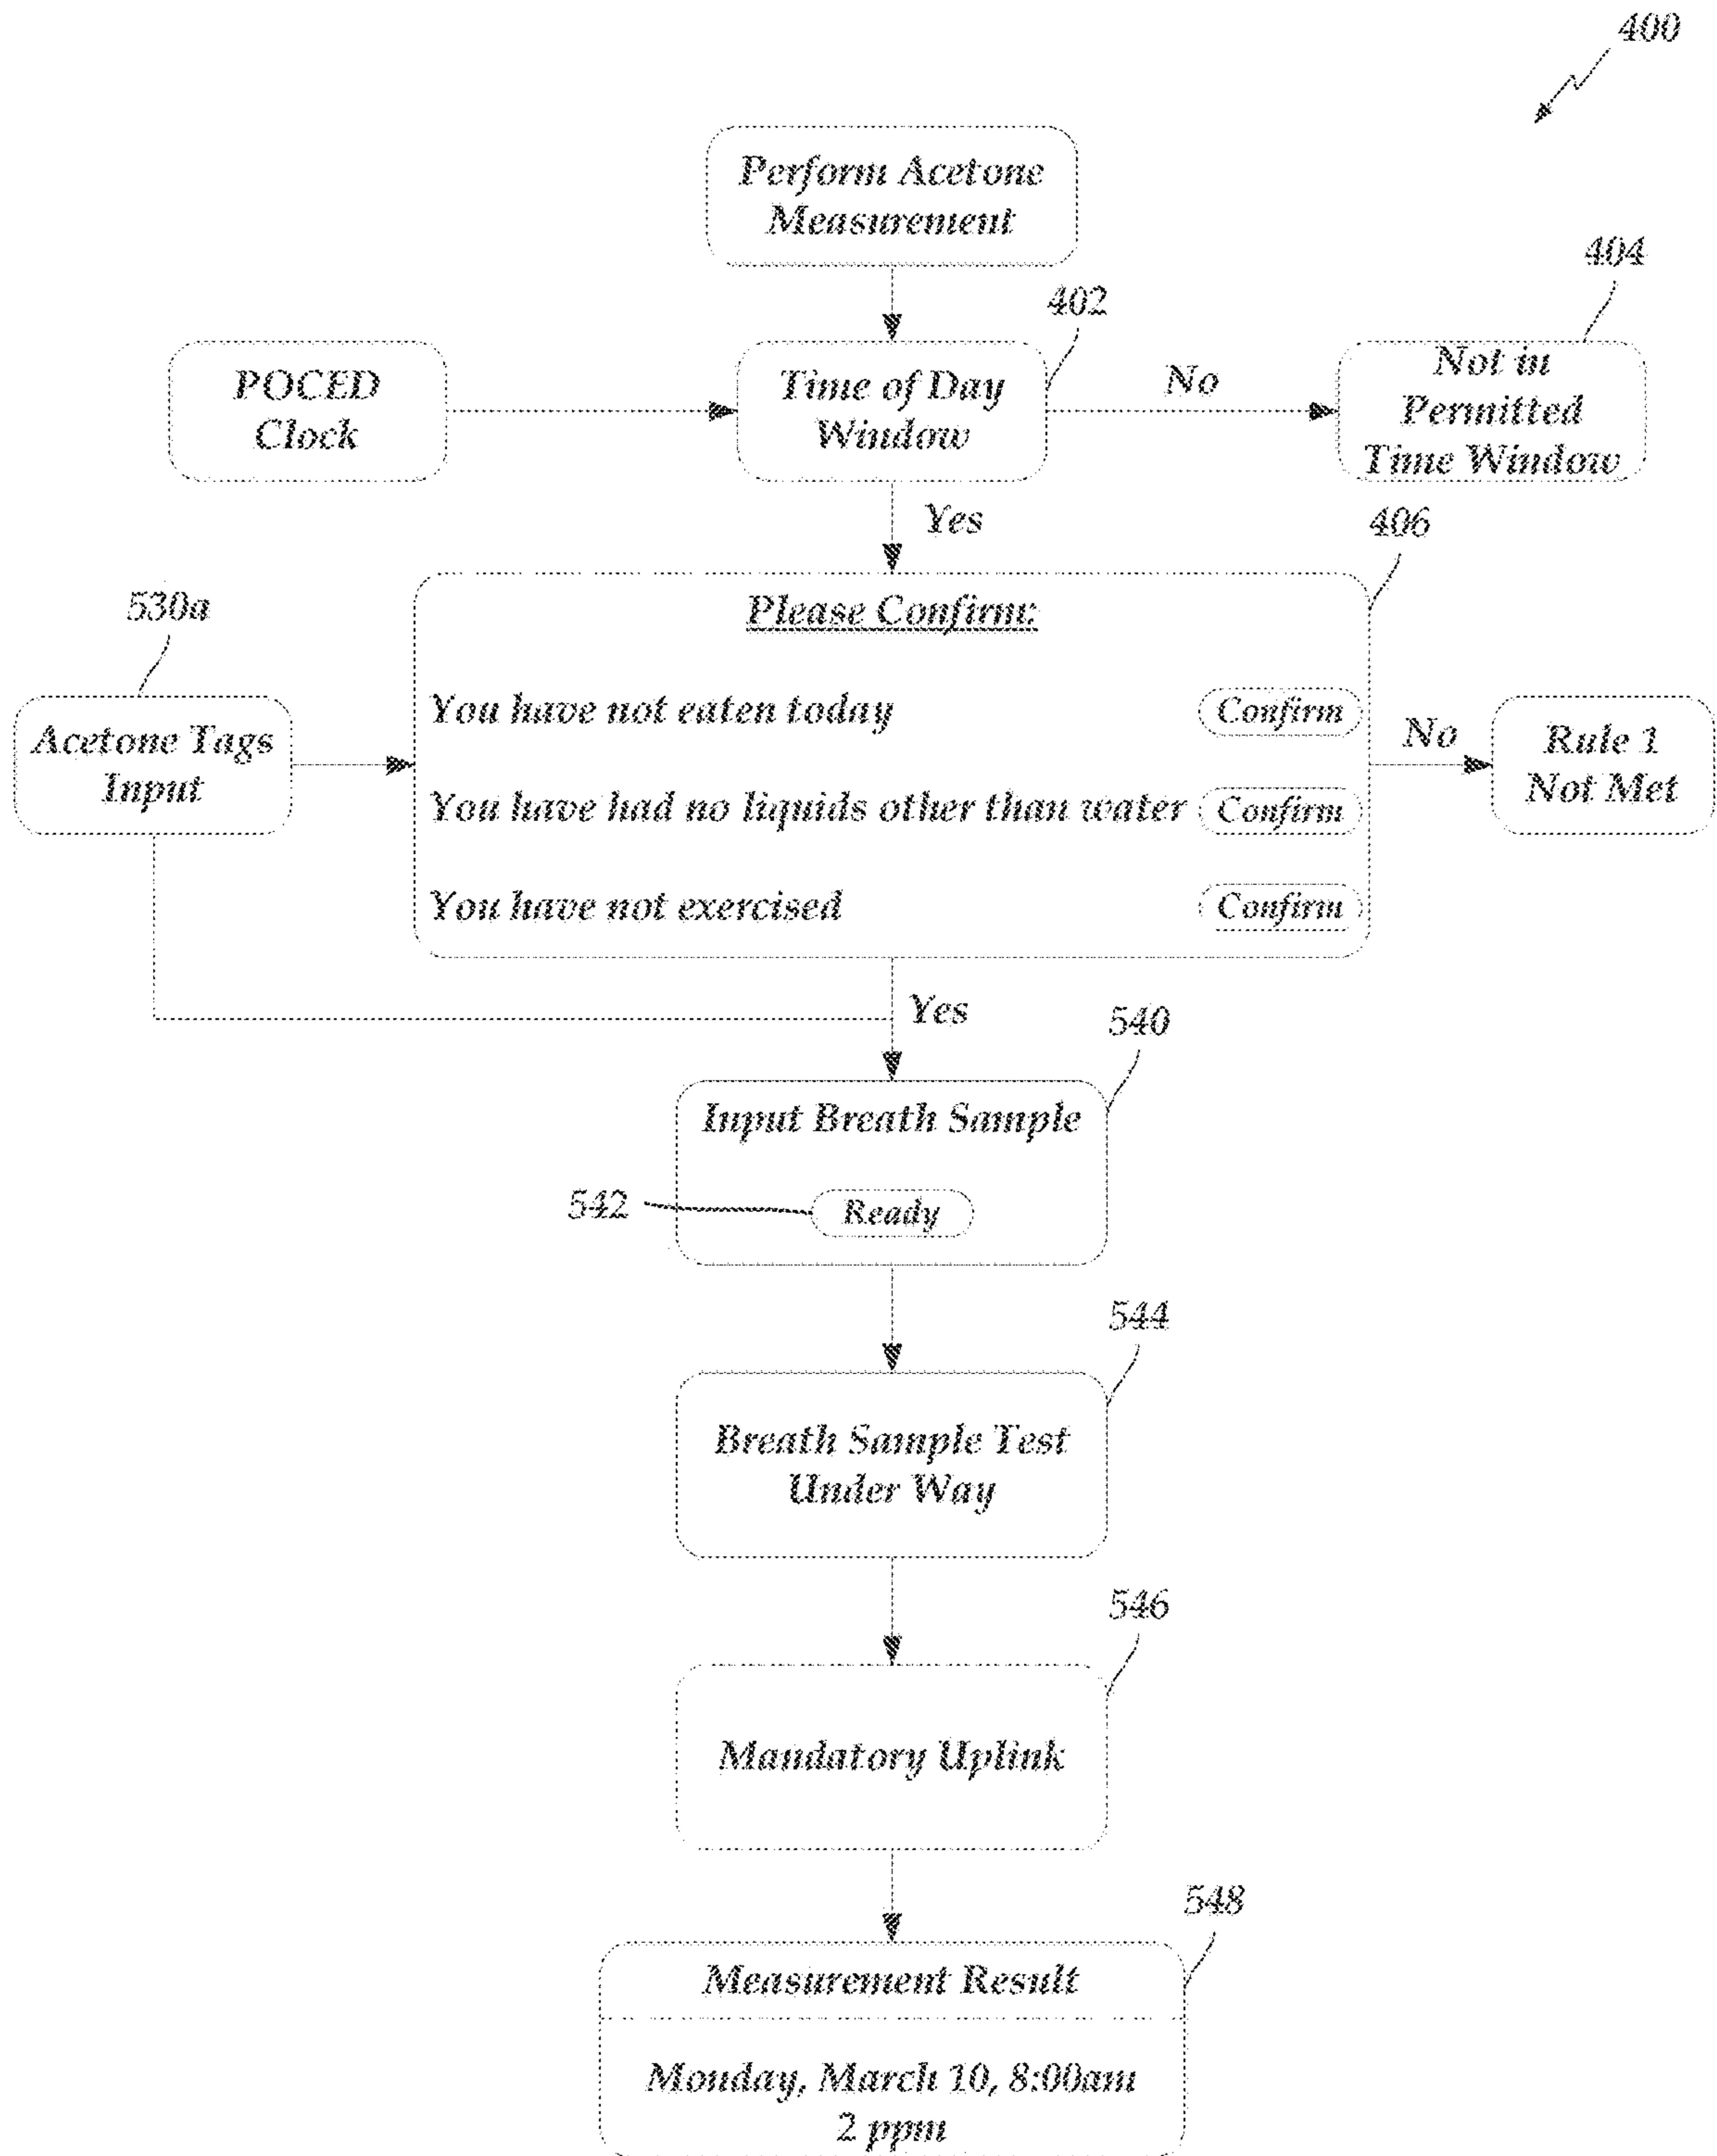 400
Perform Acetone
Measurement
402
404
POCED
Clock
Time of Day
Window
No
Not in
Permitted
Time Window
Yes
406
530a
Please Confirm:
Acetone Tags
Input
You have not eaten today
Confirm
You have had no liquids other than water
Confirm
You have not exercised
Confirm
No
Rule 1
Not Met
Yes
540
Input Breath Sample
542
Ready
544
Breath Sample Test
Under Way
546
Mandatory Uplink
548
Measurement Result
Monday, March 10, 8:00am
2 ppm